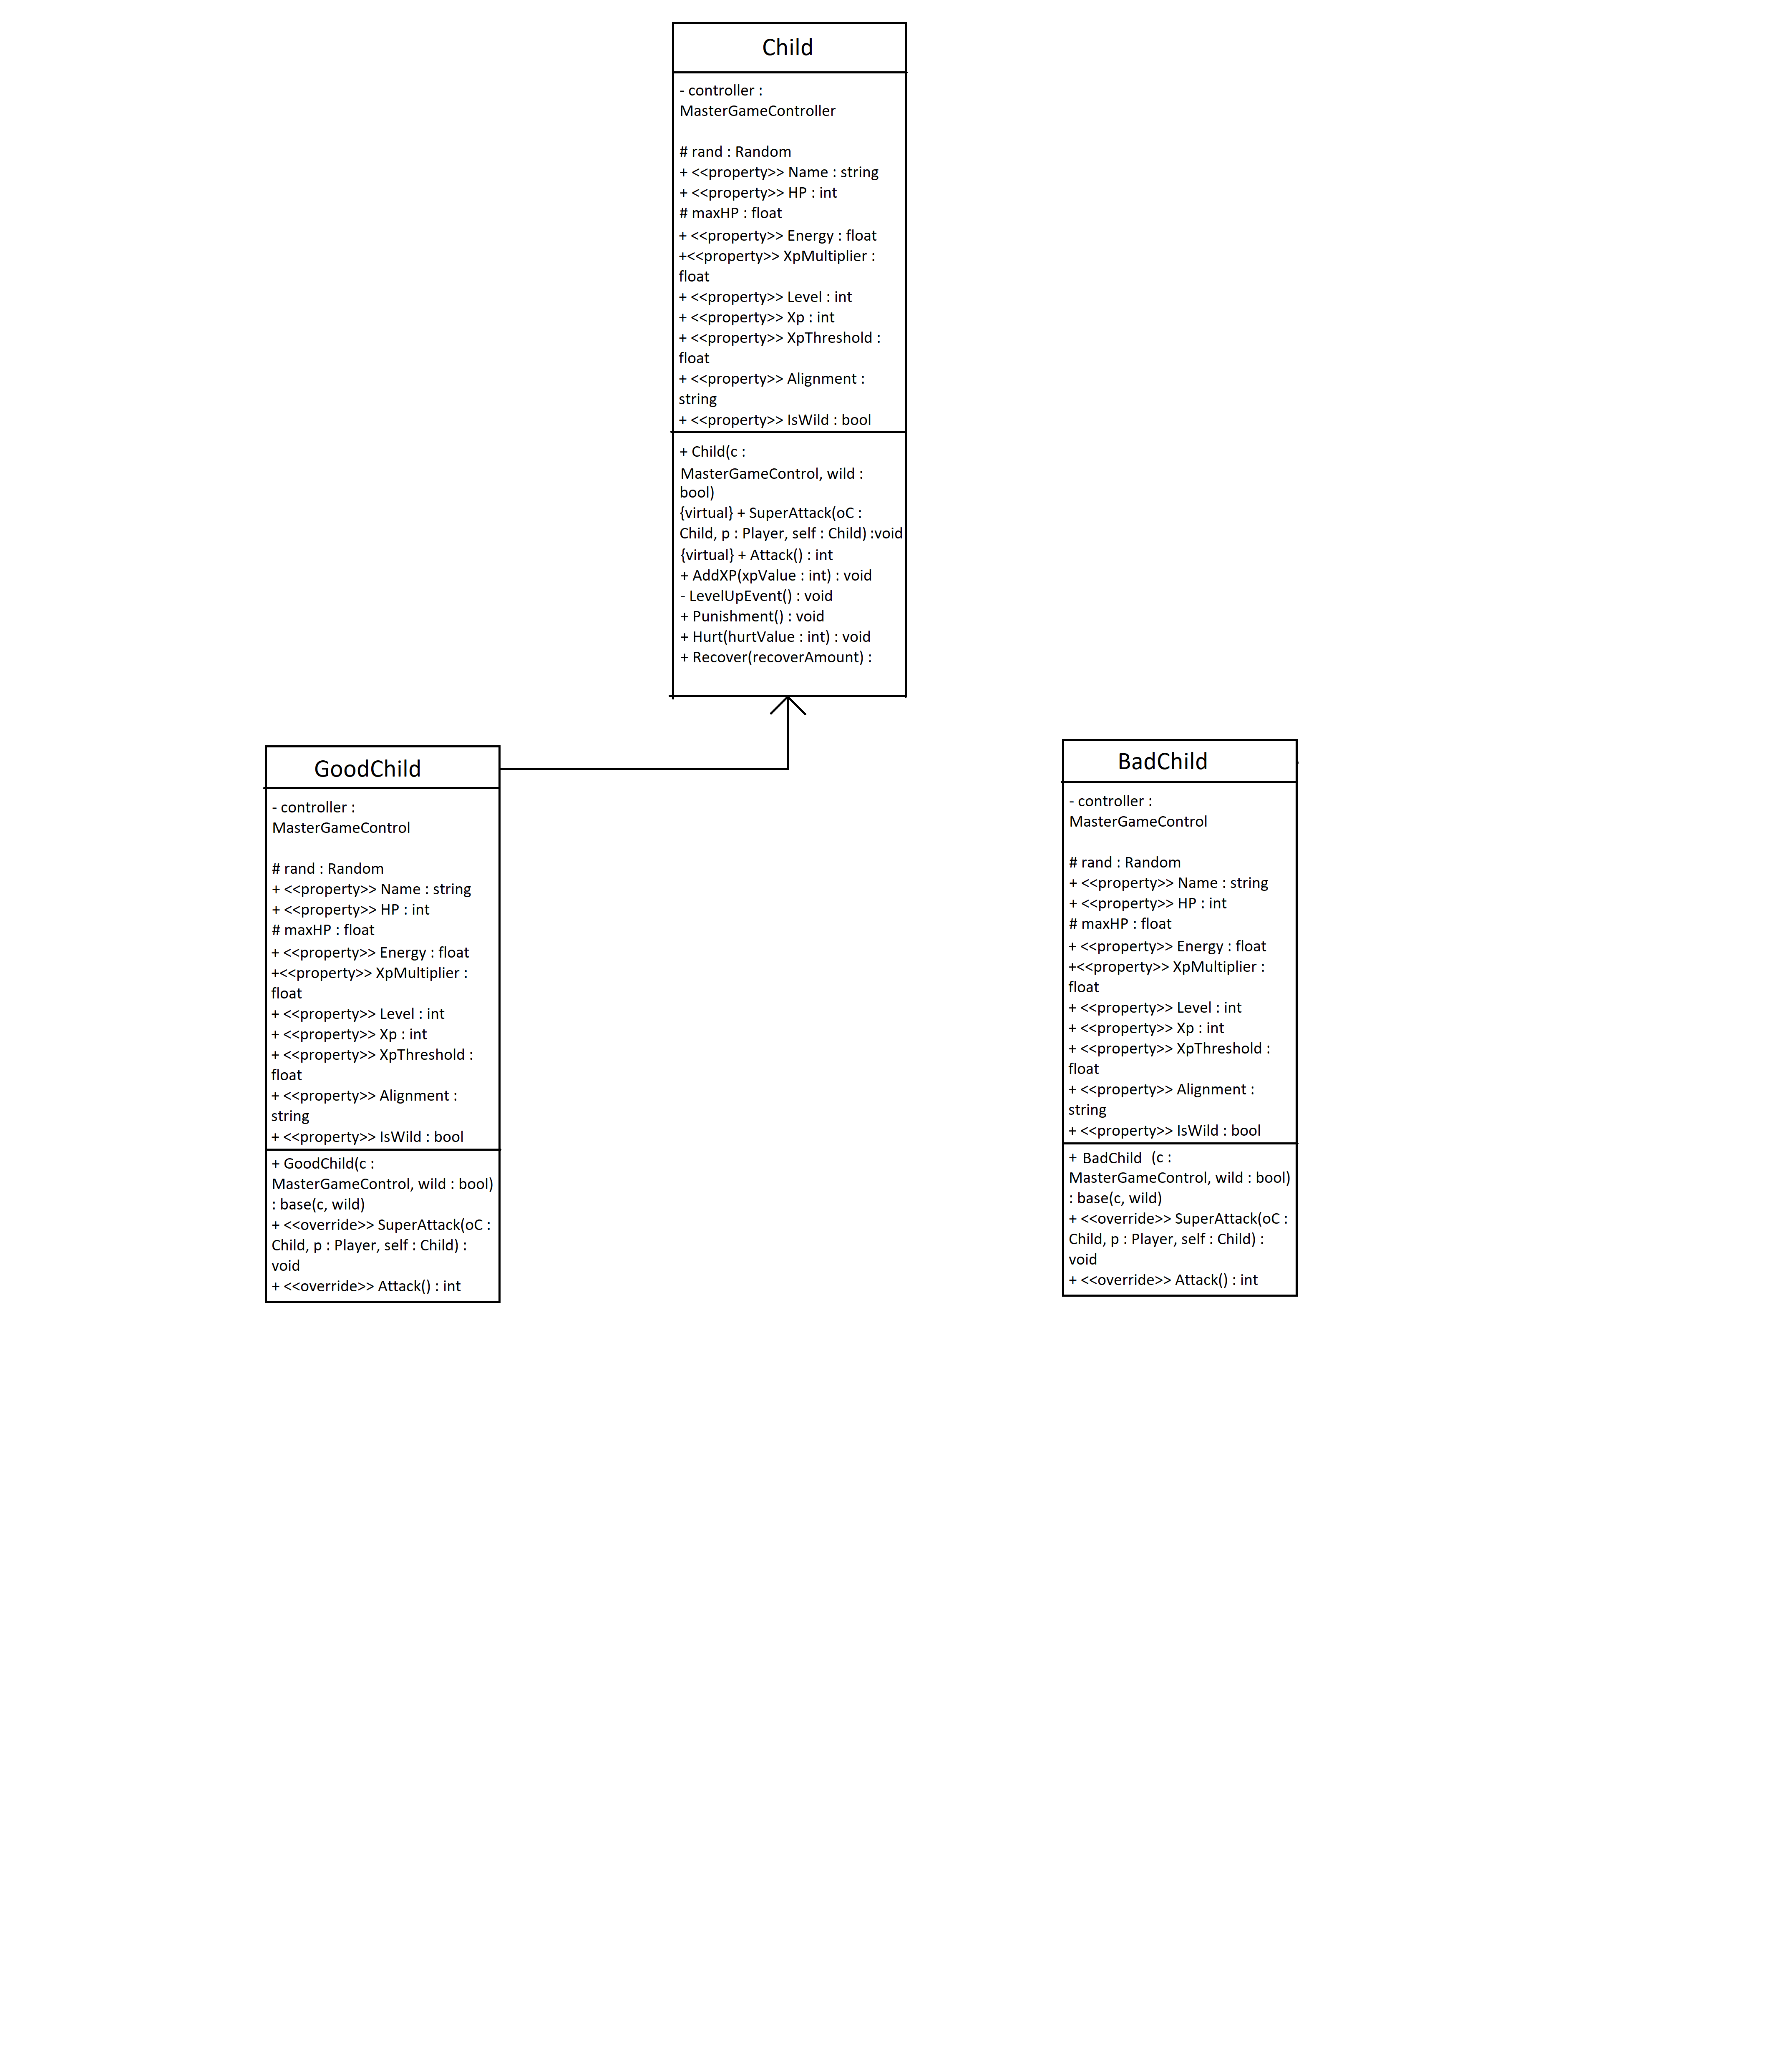 Child
- controller :
MasterGameController
# rand : Random
+ <<property>> Name : string
+ <<property>> HP : int
# maxHP : float
+ <<property>> Energy : float
+<<property>> XpMultiplier :
float
+ <<property>> Level : int
+ <<property>> Xp : int
+ <<property>> XpThreshold :
float
+ <<property>> Alignment :
string
+ <<property>> IsWild : bool
+ Child(c :
MasterGameControl, wild :
bool)
{virtual} + SuperAttack(oC :
Child, p : Player, self : Child) :void
{virtual} + Attack() : int
+ AddXP(xpValue : int) : void
- LevelUpEvent() : void
+ Punishment() : void
+ Hurt(hurtValue : int) : void
+ Recover(recoverAmount) :
GoodChild
- controller :
MasterGameControl
# rand : Random
+ <<property>> Name : string
+ <<property>> HP : int
# maxHP : float
+ <<property>> Energy : float
+<<property>> XpMultiplier :
float
+ <<property>> Level : int
+ <<property>> Xp : int
+ <<property>> XpThreshold :
float
+ <<property>> Alignment :
string
+ <<property>> IsWild : bool
+ GoodChild(c :
MasterGameControl, wild : bool)
: base(c, wild)
+ <<override>> SuperAttack(oC :
Child, p : Player, self : Child) :
void
+ <<override>> Attack() : int
BadChild
- controller :
MasterGameControl
# rand : Random
+ <<property>> Name : string
+ <<property>> HP : int
# maxHP : float
+ <<property>> Energy : float
+<<property>> XpMultiplier :
float
+ <<property>> Level : int
+ <<property>> Xp : int
+ <<property>> XpThreshold :
float
+ <<property>> Alignment :
string
+ <<property>> IsWild : bool
+ BadChild (c :
MasterGameControl, wild : bool)
: base(c, wild)
+ <<override>> SuperAttack(oC :
Child, p : Player, self : Child) :
void
+ <<override>> Attack() : int